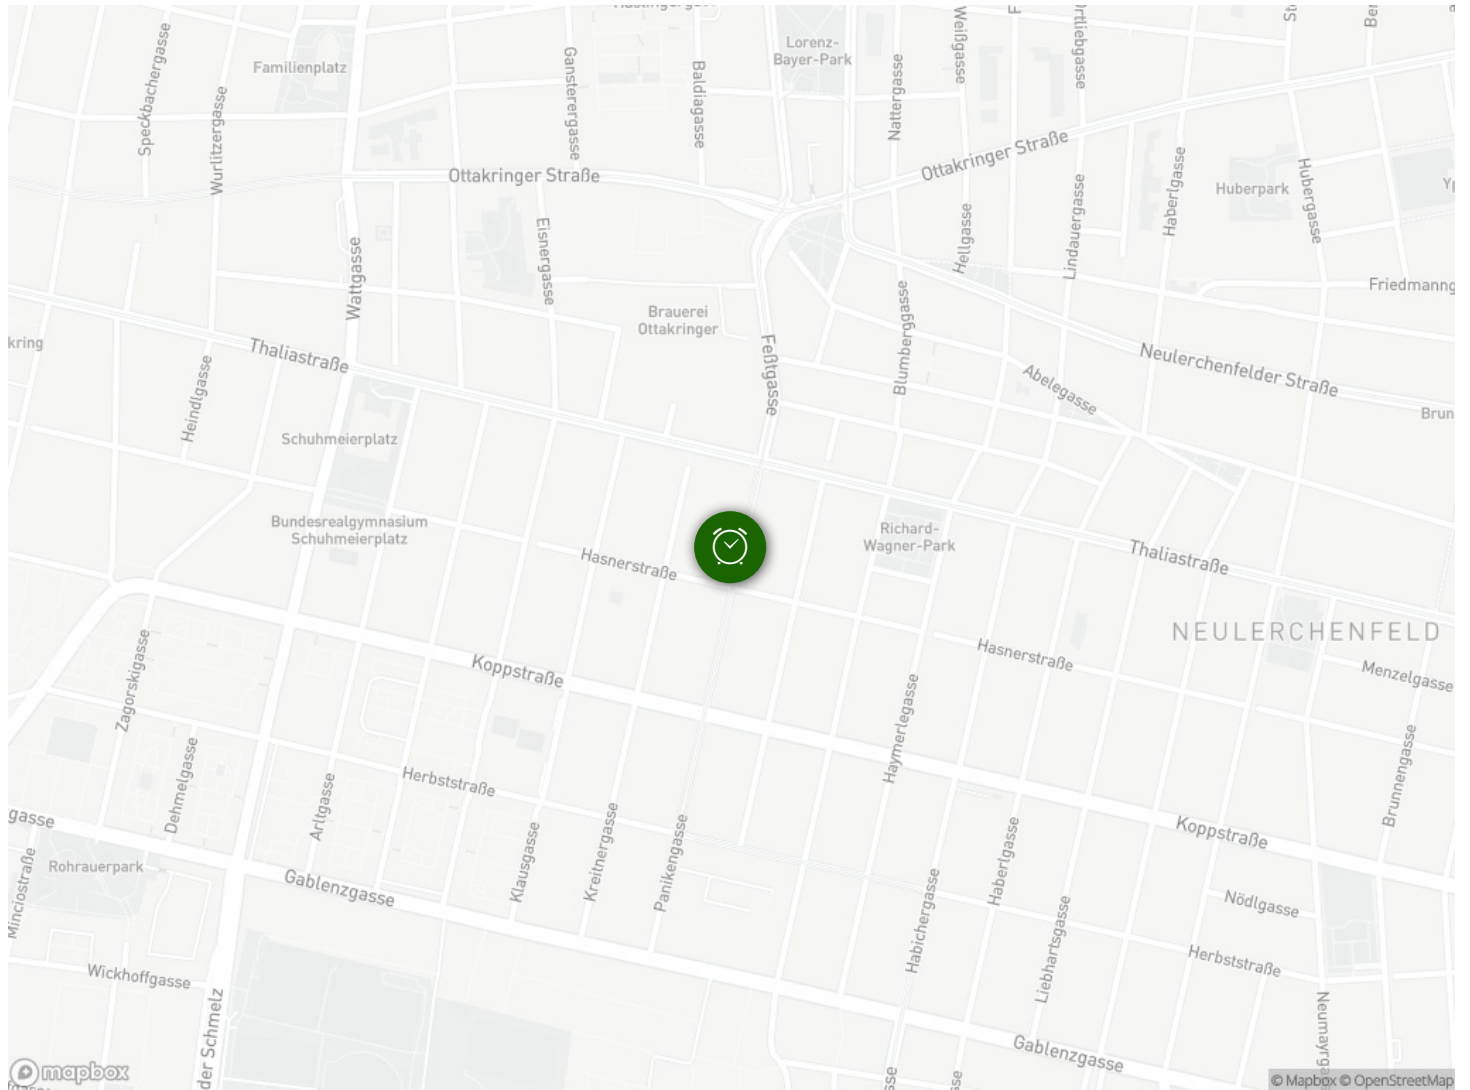 Speckbachergasse
Wurlitzergasse
Familienplatz
Gansterergasse
Baldiagasse
Lorenz-
Bayer-Park
Nattergasse
Weißgasse
Ottakringer Straße
Ottakringer Straße
Huberpark
Hubergasse
Haberlgasse
Lindauergasse
Hellgasse
Wattgasse
Eisnergasse
Brauerei
Ottakringer
Feßtgasse
Blumberggasse
Friedmanng
kring
Thaliastraße
Heindlgasse
Neulerchenfelder Straße
Abelegasse
Brun
Schuhmeierplatz
Bundesrealgymnasium
Schuhmeierplatz
Hasnerstraße
Richard-
Wagner-Park
Thaliastraße
NEULERCHENFELD
Hasnerstraße
Menzelgasse
Zagorskigasse
Koppstraße
Haymerlegasse
Brunnengasse
Dehmelgasse
Arltgasse
Herbststraße
Klausgasse
Kreitnergasse
Panikengasse
Koppstraße
gasse
Rohrauerpark
Minciostraße
Gablenzgasse
Habichergasse
Haberlgasse
Liebhartsgasse
Nödlgasse
Herbststraße
Wickhoffgasse
der Schmelz
Neumayrga
Gablenzgasse
mapbox
© Mapbox © OpenStreetMap